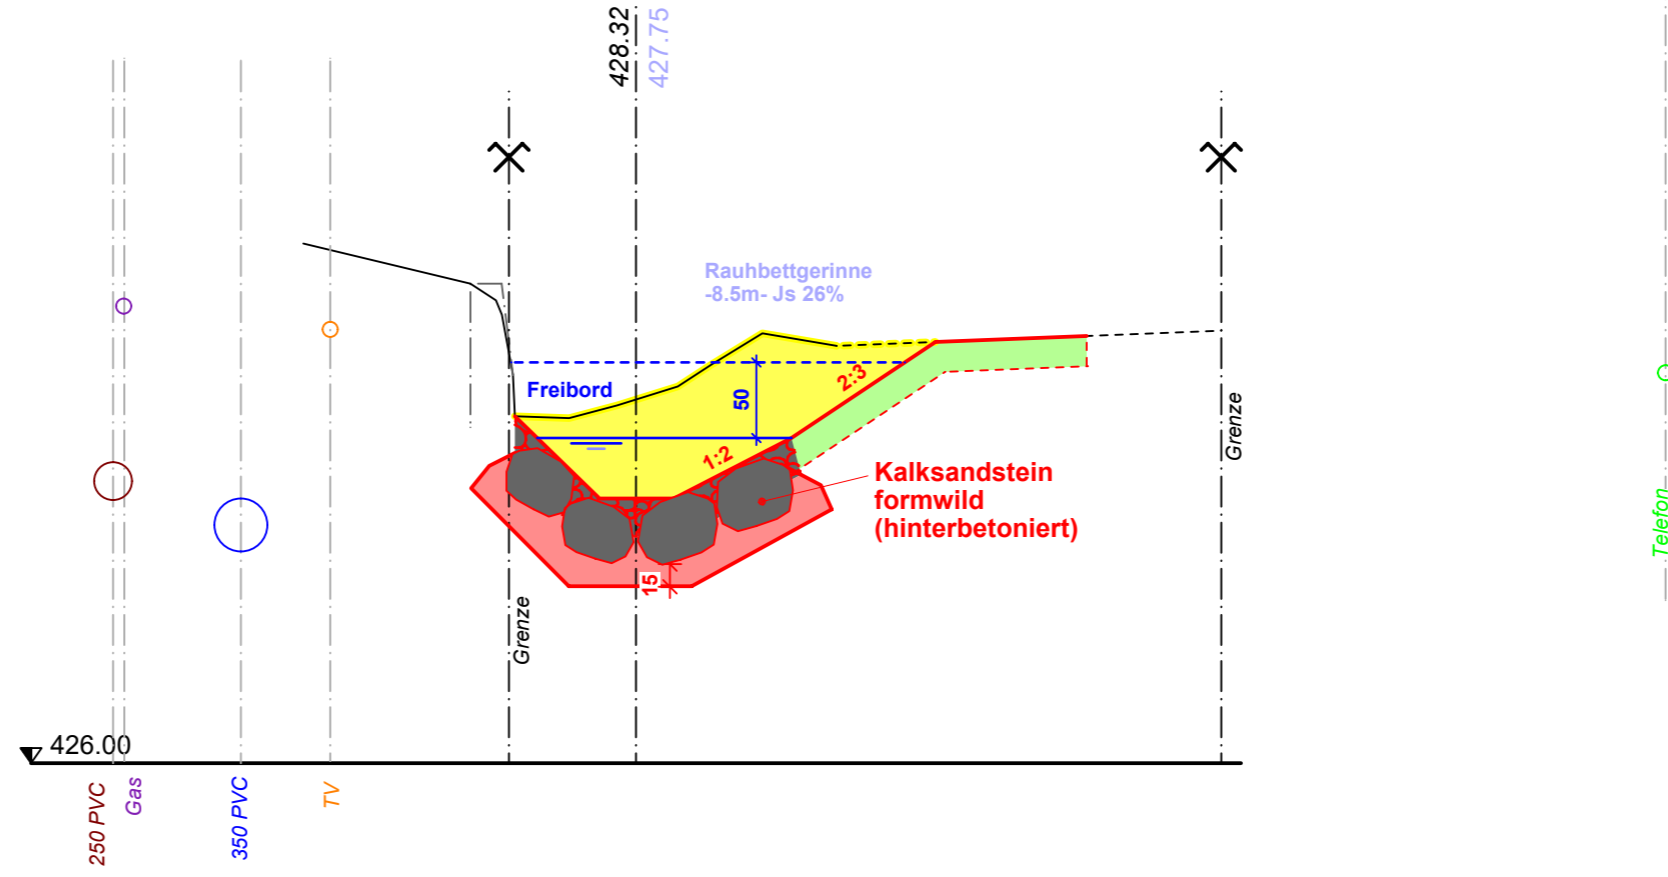 428.32
427.75
Rauhbettgerinne
-8.5m- Js 26%
Freibord
50
2:3
1:2
Kalksandstein
formwild
(hinterbetoniert)
15
Grenze
Grenze
Telefon
426.00
250 PVC
Gas
350 PVC
TV